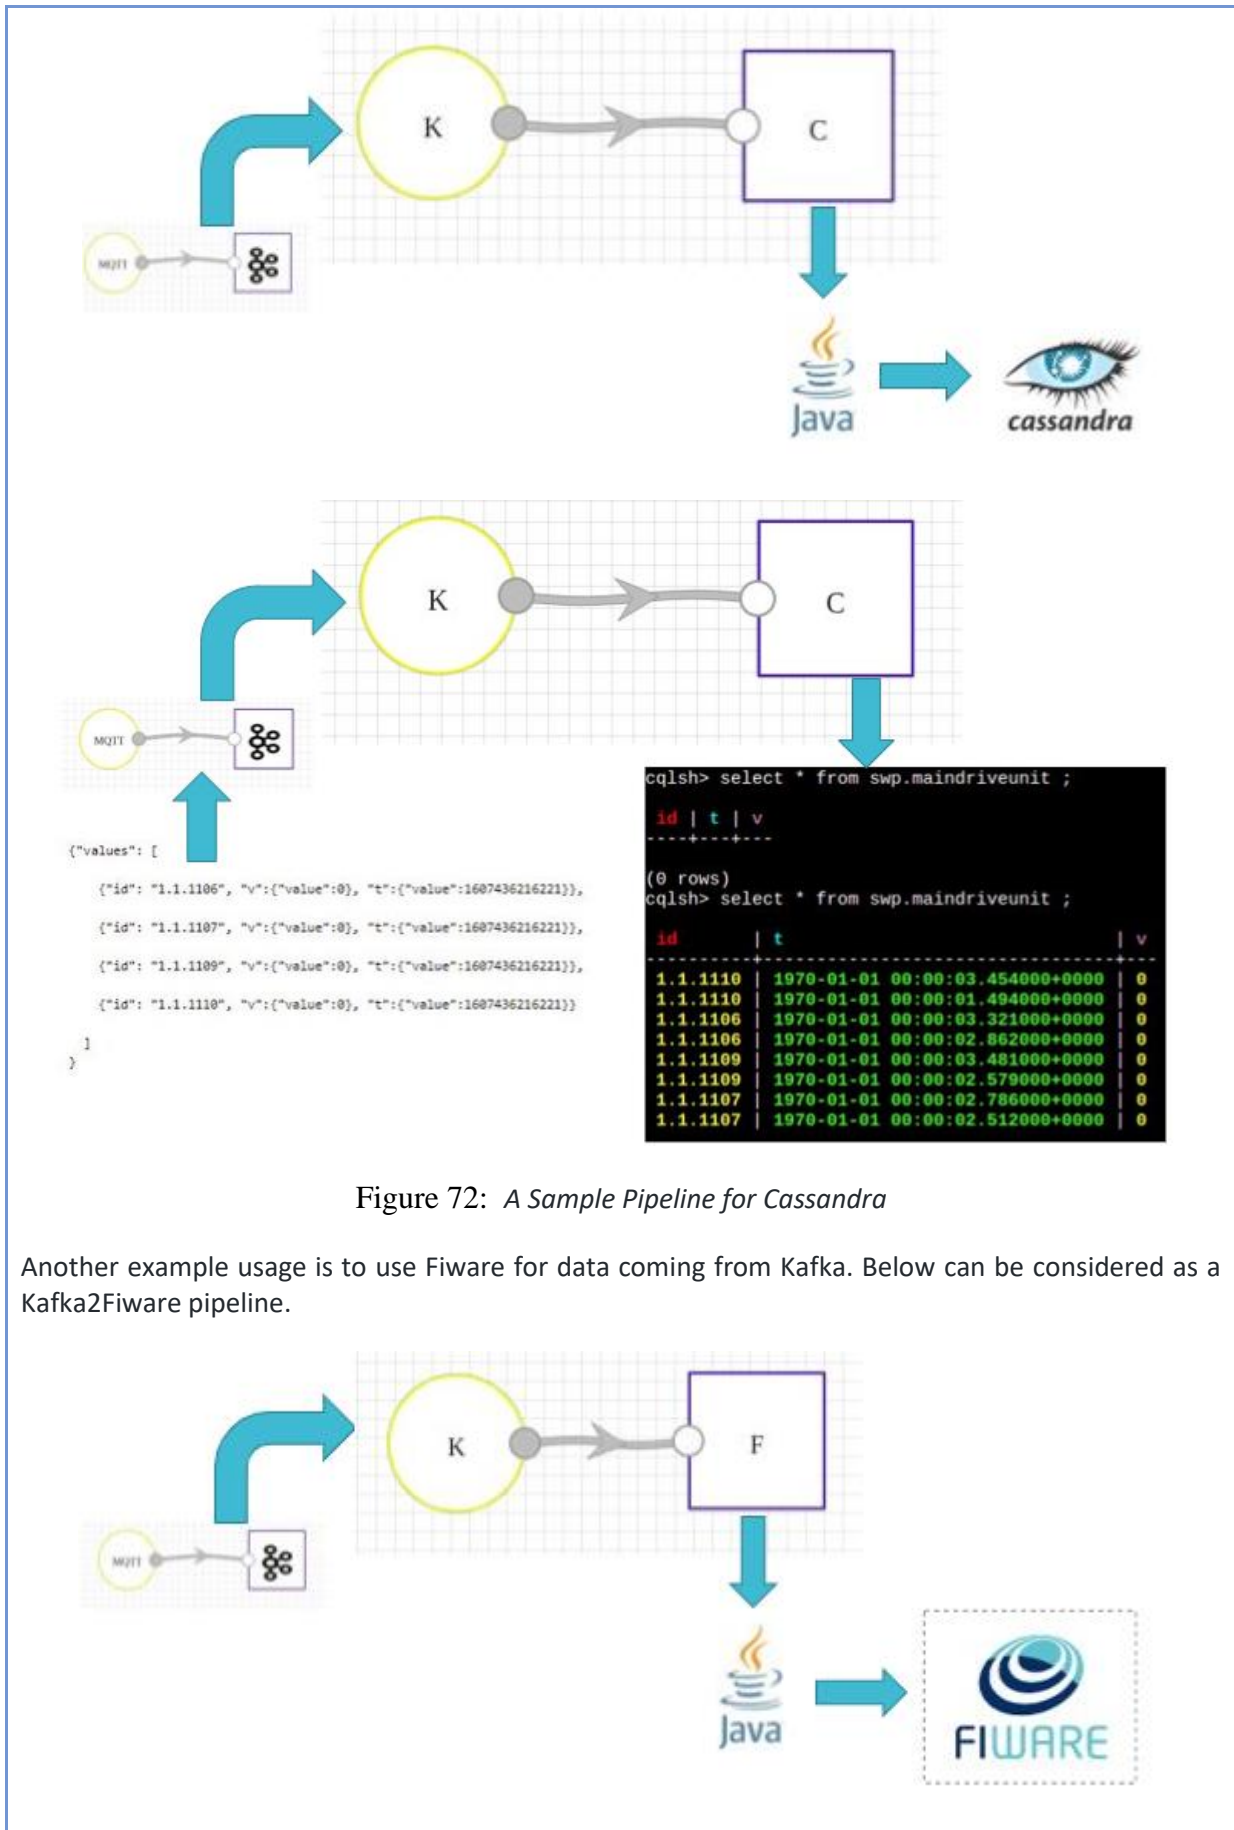 K
C
MQTT
Java
cassandra
K
C
MQTT
{"values": [
{"id": "1.1.1106", "v":{"value":0}, "t":{"value":1607436216221}},
{"id": "1.1.1107", "v":{"value":0}, "t":{"value":1607436216221}},
{"id": "1.1.1109", "v":{"value":0}, "t":{"value":1607436216221}},
{"id": "1.1.1110", "v":{"value":0}, "t":{"value":1607436216221}}
]
}
cqlsh> select * from swp.maindriveunit ;
id | t | v
----+---+---
(0 rows)
cqlsh> select * from swp.maindriveunit ;
id | t | v
----------+---------------------------------+---
1.1.1110 | 1970-01-01 00:00:03.454000+0000 | 0
1.1.1110 | 1970-01-01 00:00:01.494000+0000 | 0
1.1.1106 | 1970-01-01 00:00:03.321000+0000 | 0
1.1.1106 | 1970-01-01 00:00:02.862000+0000 | 0
1.1.1109 | 1970-01-01 00:00:03.481000+0000 | 0
1.1.1109 | 1970-01-01 00:00:02.579000+0000 | 0
1.1.1107 | 1970-01-01 00:00:02.786000+0000 | 0
1.1.1107 | 1970-01-01 00:00:02.512000+0000 | 0
Figure 72: A Sample Pipeline for Cassandra
Another example usage is to use Fiware for data coming from Kafka. Below can be considered as a
Kafka2Fiware pipeline.
K
F
MQTT
Java
FIWARE